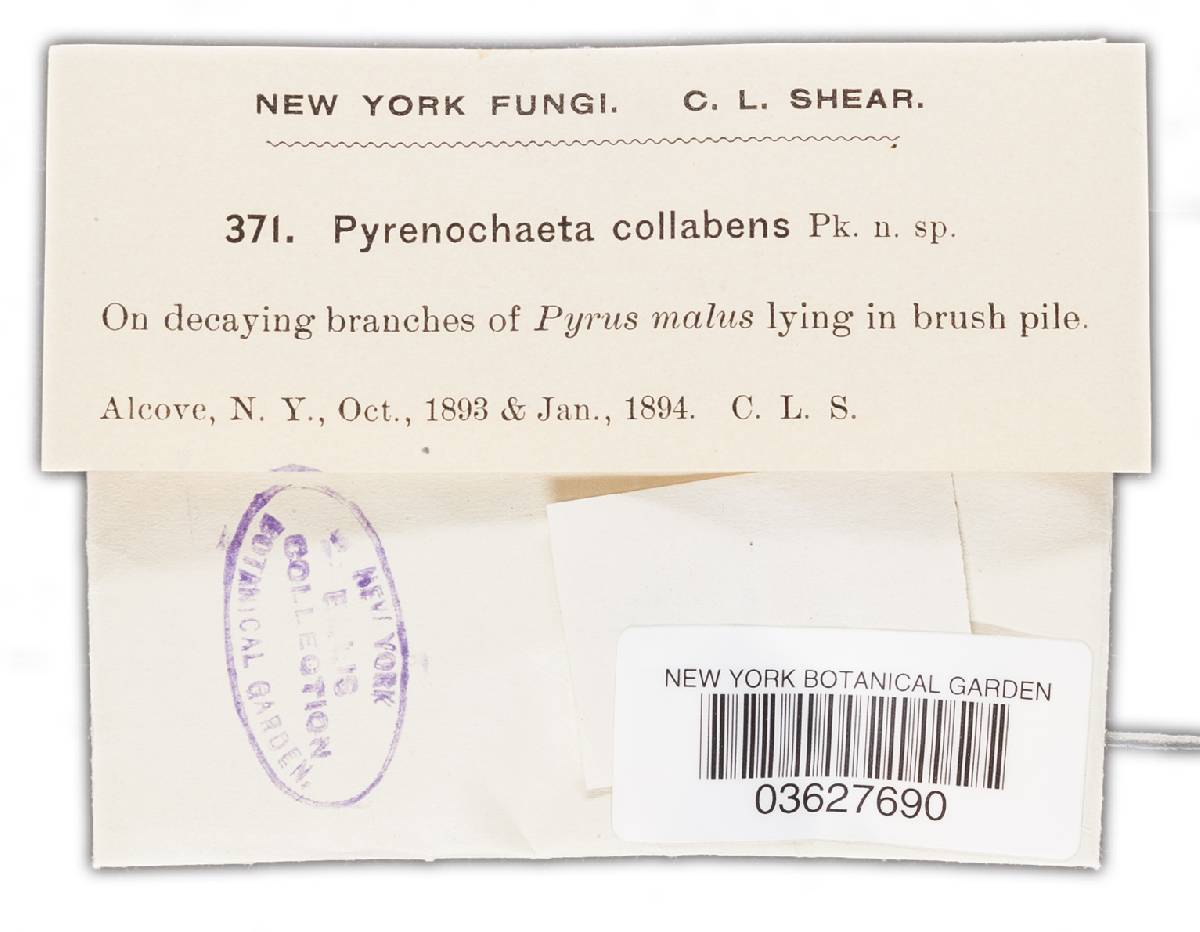 NEW YORK FUNGI. C. L. SHEAR.
371. Pyrenochaeta collabens Pk. n. sp.
On decaying branches of Pyrus malus lying in brush pile.
Alcove, N. Y., Oct., 1893 & Jan., 1894. C. L. S.
NEW YORK
COLLECTION
BOTANICAL GARDEN.
NEW YORK BOTANICAL GARDEN
03627690